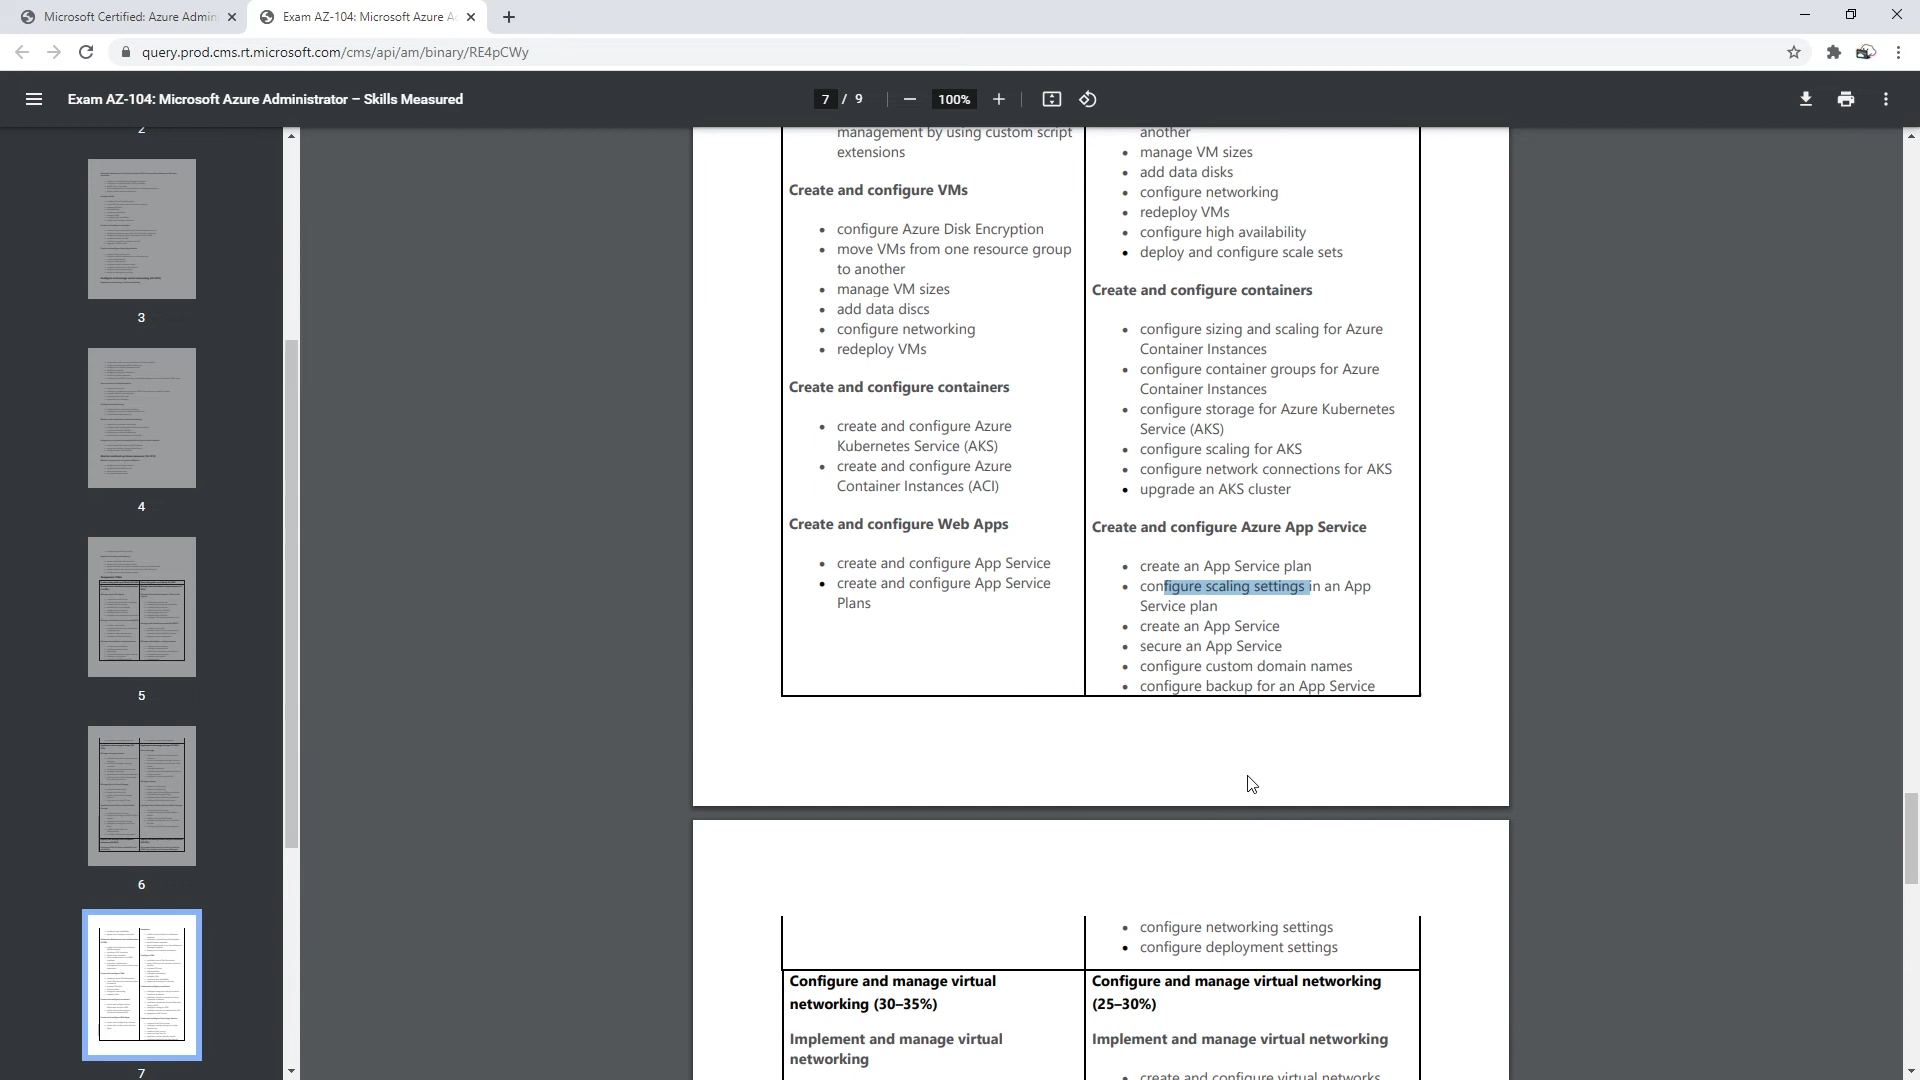 Microsoft Certified: Azure Admin
Exam AZ-104: Microsoft Azure A
query.prod.cms.rt.microsoft.com/cms/api/am/binary/RE4pCWy
Exam AZ-104: Microsoft Azure Administrator – Skills Measured
7 / 9
100%
2
3
4
5
6
7
management by using custom script
extensions
Create and configure VMs
• configure Azure Disk Encryption
• move VMs from one resource group
to another
• manage VM sizes
• add data discs
• configure networking
• redeploy VMs
Create and configure containers
• create and configure Azure
Kubernetes Service (AKS)
• create and configure Azure
Container Instances (ACI)
Create and configure Web Apps
• create and configure App Service
• create and configure App Service
Plans
another
• manage VM sizes
• add data disks
• configure networking
• redeploy VMs
• configure high availability
• deploy and configure scale sets
Create and configure containers
• configure sizing and scaling for Azure
Container Instances
• configure container groups for Azure
Container Instances
• configure storage for Azure Kubernetes
Service (AKS)
• configure scaling for AKS
• configure network connections for AKS
• upgrade an AKS cluster
Create and configure Azure App Service
• create an App Service plan
• configure scaling settings in an App
Service plan
• create an App Service
• secure an App Service
• configure custom domain names
• configure backup for an App Service
• configure networking settings
• configure deployment settings
Configure and manage virtual
networking (30–35%)
Implement and manage virtual
networking
Configure and manage virtual networking
(25–30%)
Implement and manage virtual networking
• create and configure virtual networks